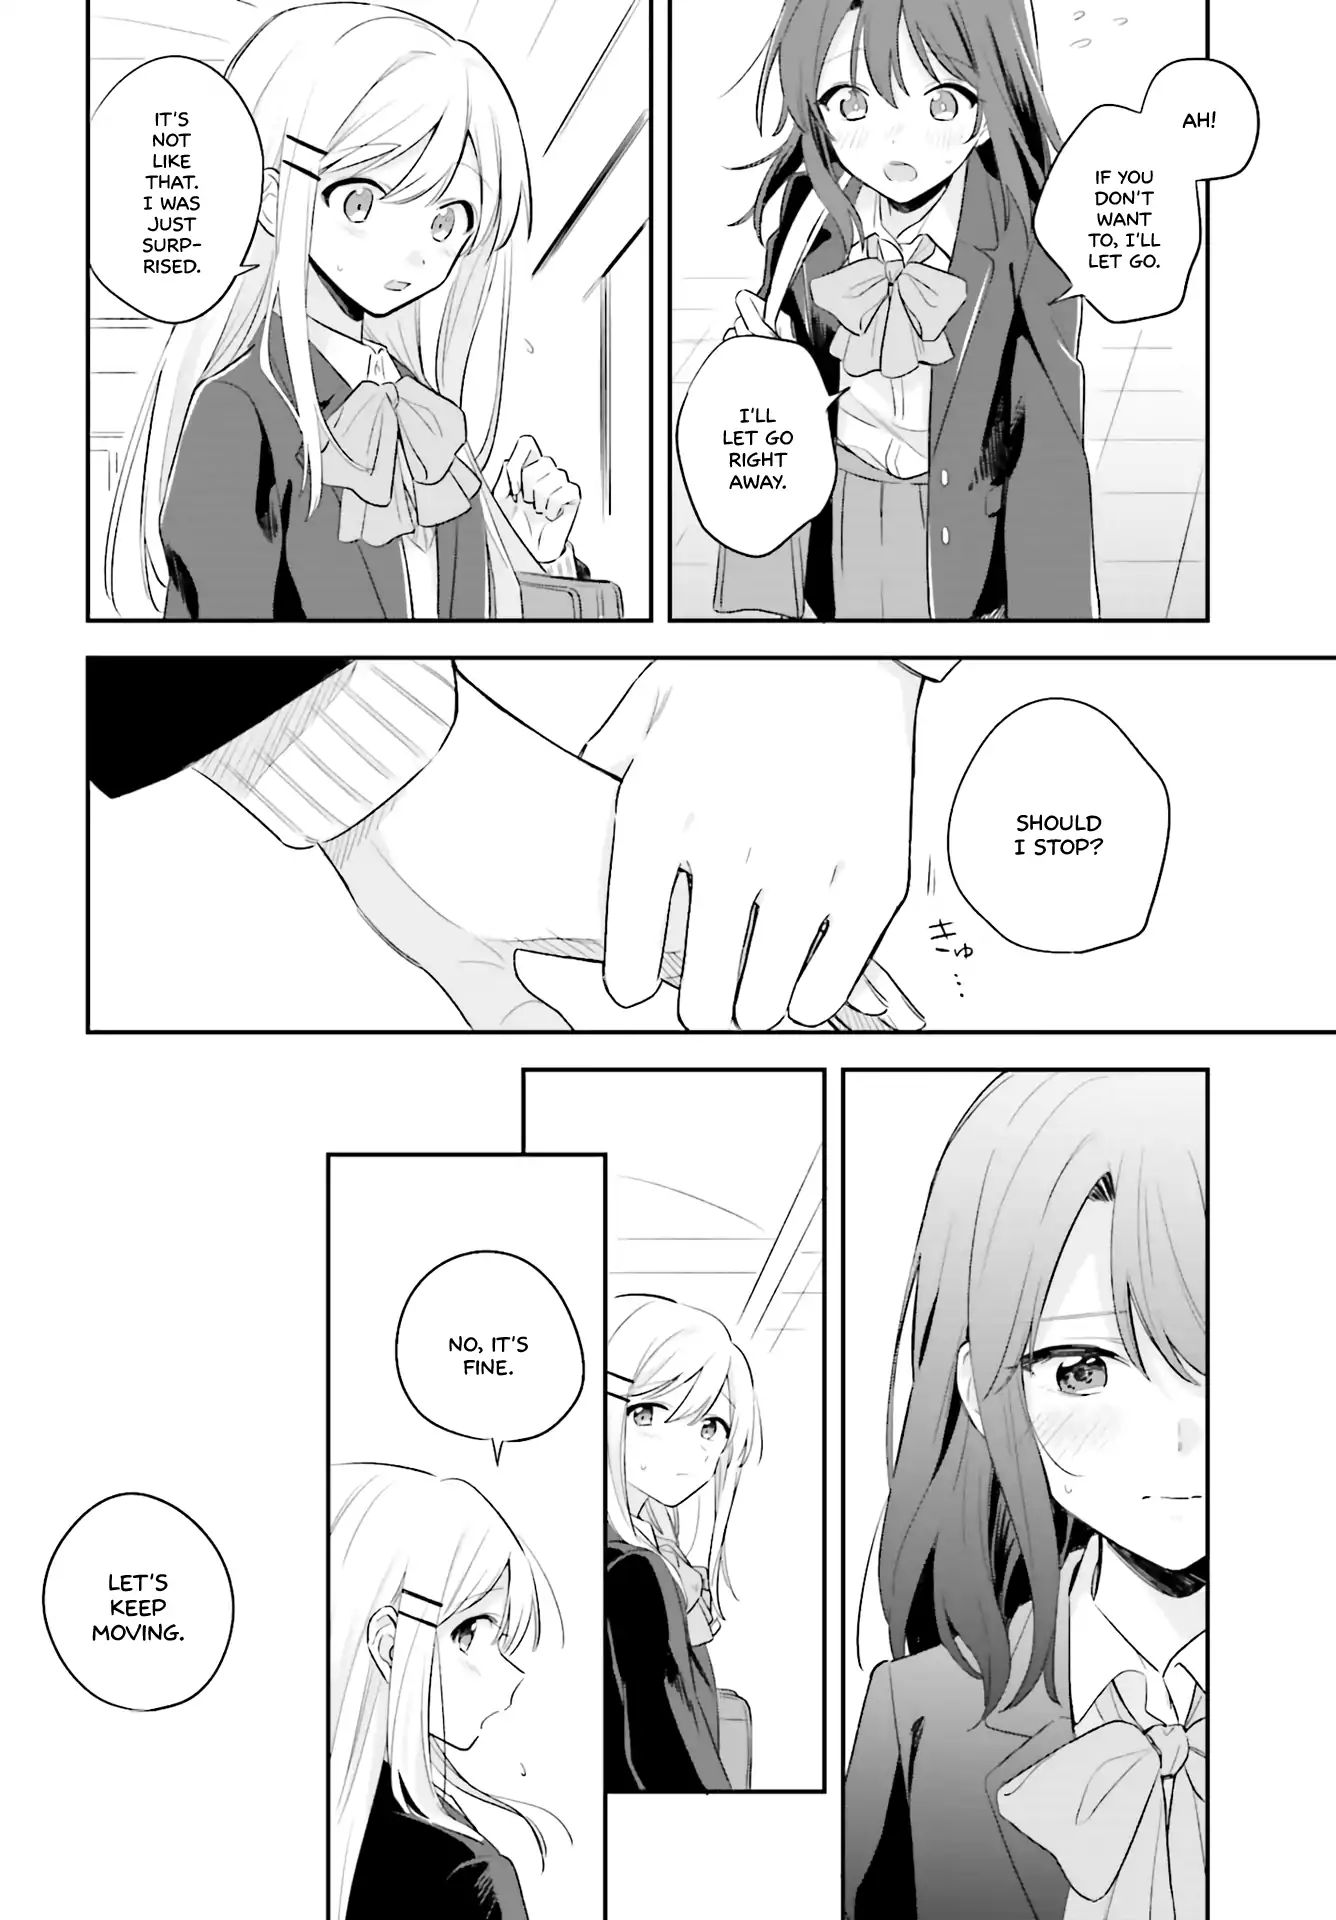 AH!
IF YOU
DON'T
WANT
TO, I'LL
LET GO.
I'LL
LET GO
RIGHT
AWAY.
IT'S
NOT
LIKE
THAT.
I WAS
JUST
SURP-
RISED.
SHOULD
I STOP?
きゅ…
NO, IT'S
FINE.
LET'S
KEEP
MOVING.